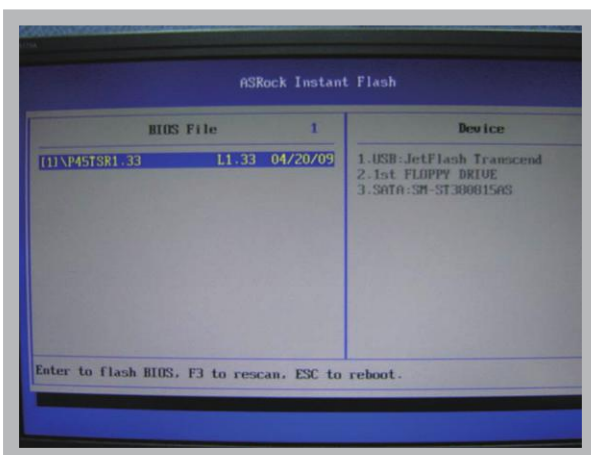 ASRock Instant Flash
BIOS File 1
Device
[1]\P45TSR1.33 L1.33 04/20/09
1.USB:JetFlash Transcend
2.1st FLOPPY DRIVE
3.SATA:SM-ST380815AS
Enter to flash BIOS, F3 to rescan, ESC to reboot.